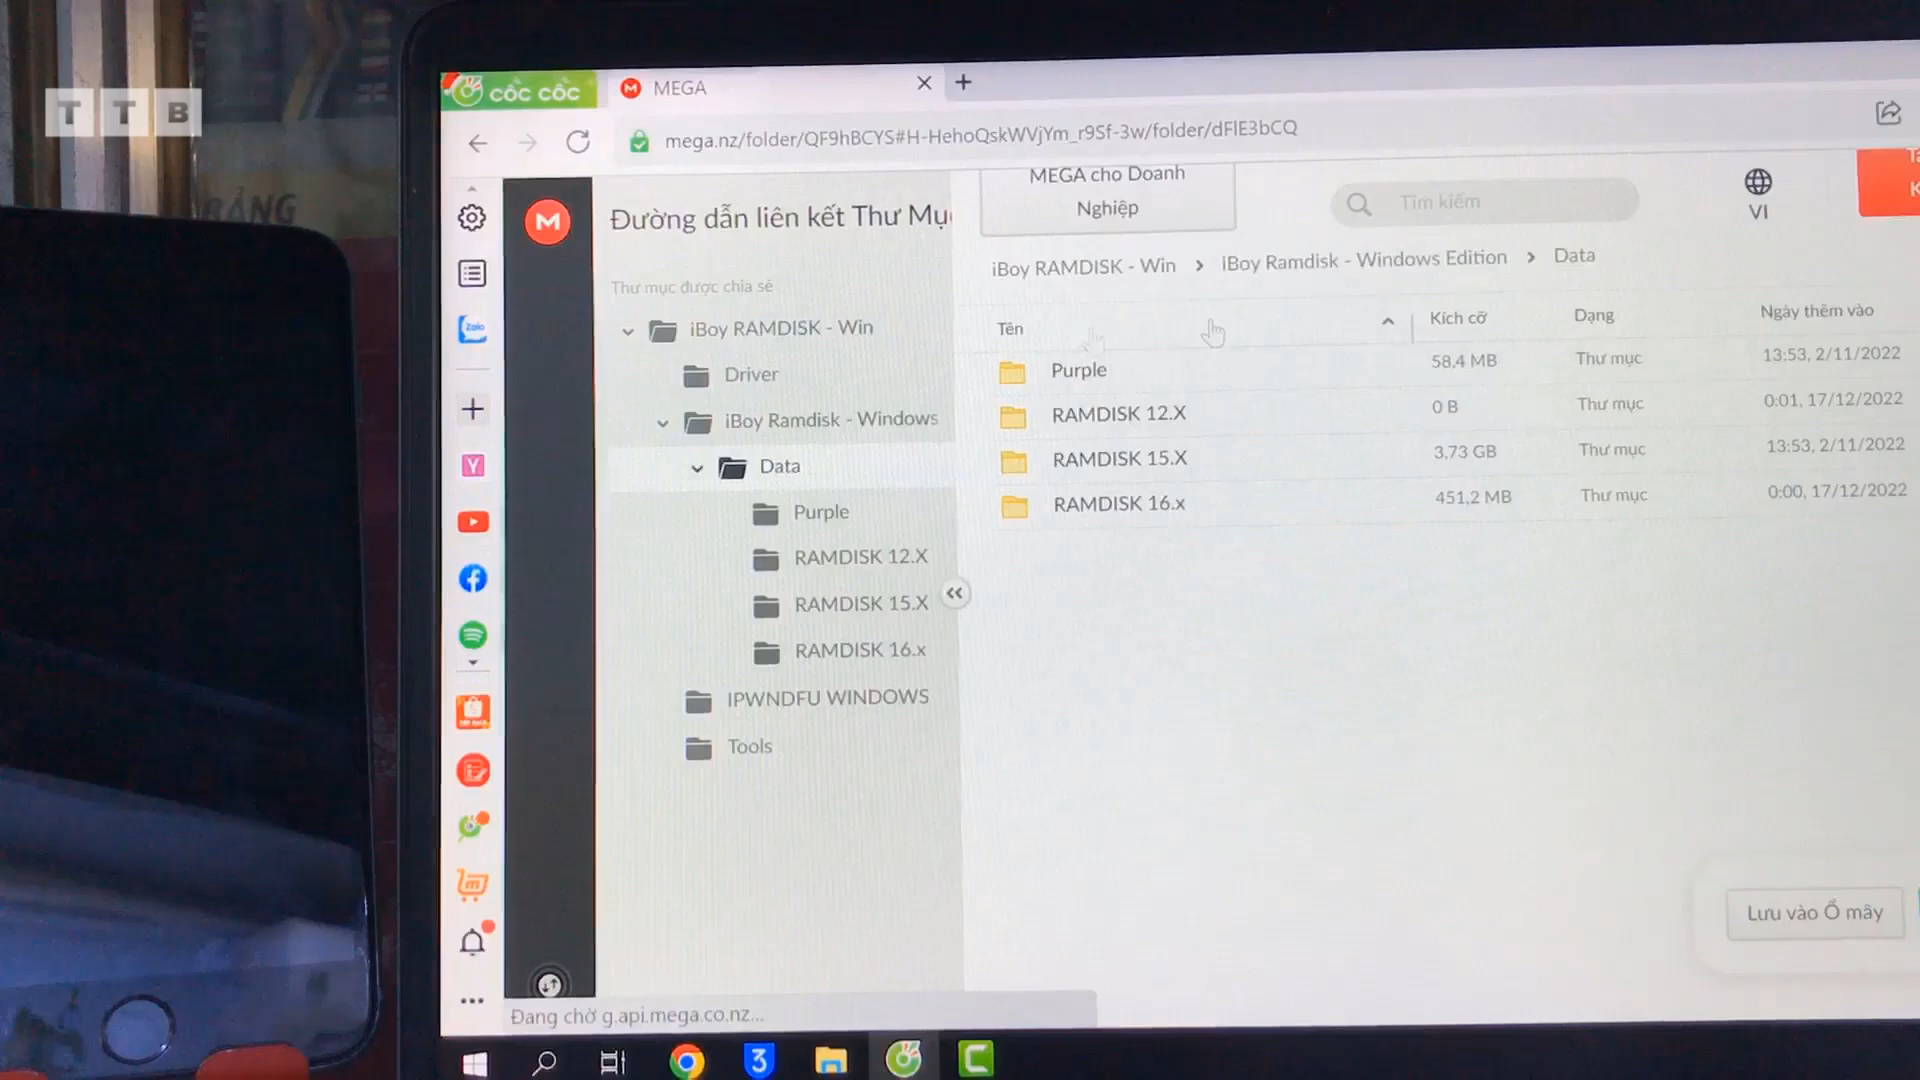 TTB
BẢNG
cốc cốc
MEGA
mega.nz/folder/QF9hBCYS#H-HehoQskWVjYm_r9Sf-3w/folder/dFlE3bCQ
MEGA cho Doanh
Nghiệp
Tìm kiếm
VI
M
Đường dẫn liên kết Thư Mụ
iBoy RAMDISK - Win > iBoy Ramdisk - Windows Edition > Data
Thư mục được chia sẻ
iBoy RAMDISK - Win
Driver
iBoy Ramdisk - Windows
Data
Purple
RAMDISK 12.X
RAMDISK 15.X
RAMDISK 16.x
IPWNDFU WINDOWS
Tools
Tên Kích cỡ Dạng Ngày thêm vào
Purple 58,4 MB Thư mục 13:53, 2/11/2022
RAMDISK 12.X 0 B Thư mục 0:01, 17/12/2022
RAMDISK 15.X 3,73 GB Thư mục 13:53, 2/11/2022
RAMDISK 16.x 451,2 MB Thư mục 0:00, 17/12/2022
Zalo
Y
Lưu vào Ổ mây
Đang chờ g.api.mega.co.nz...
3
C